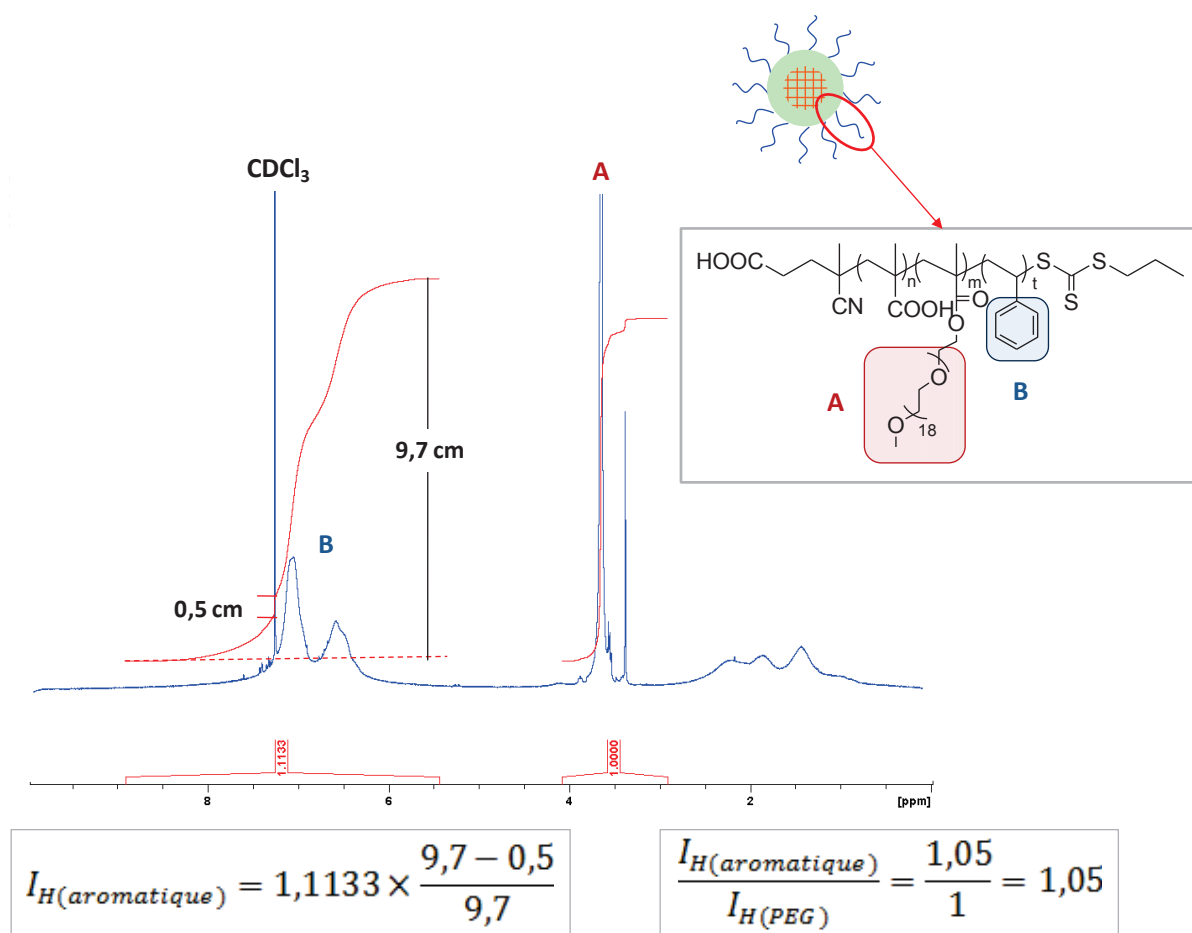 CDCl3
A
HOOC
CN
n
COOH
m
O
O
t
S
S
S
O
18
O
A
B
9,7 cm
B
0,5 cm
1.1133
1.0000
8
6
4
2
[ppm]
I_H(aromatique) = 1,1133 × (9,7 − 0,5) / 9,7
I_H(aromatique) / I_H(PEG) = 1,05 / 1 = 1,05